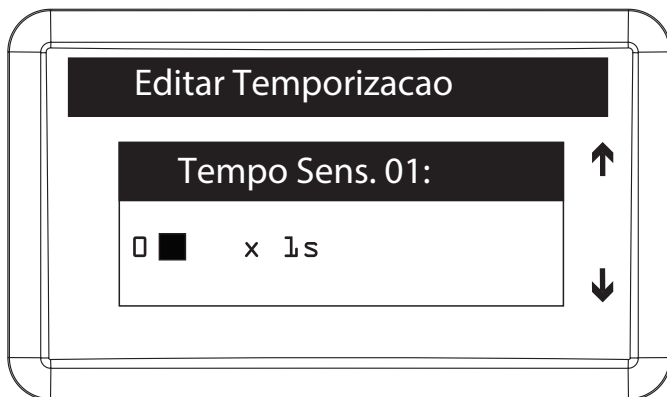 Editar Temporizacao
Tempo Sens. 01:
0■ x 1s